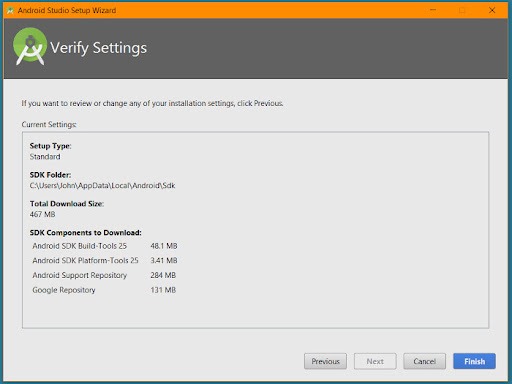 Android Studio Setup Wizard
Verify Settings
If you want to review or change any of your installation settings, click Previous.
Current Settings:
Setup Type:
Standard
SDK Folder:
C:\Users\John\AppData\Local\Android\Sdk
Total Download Size:
467 MB
SDK Components to Download:
Android SDK Build-Tools 25 48.1 MB
Android SDK Platform-Tools 25 3.41 MB
Android Support Repository 284 MB
Google Repository 131 MB
Previous Next Cancel Finish